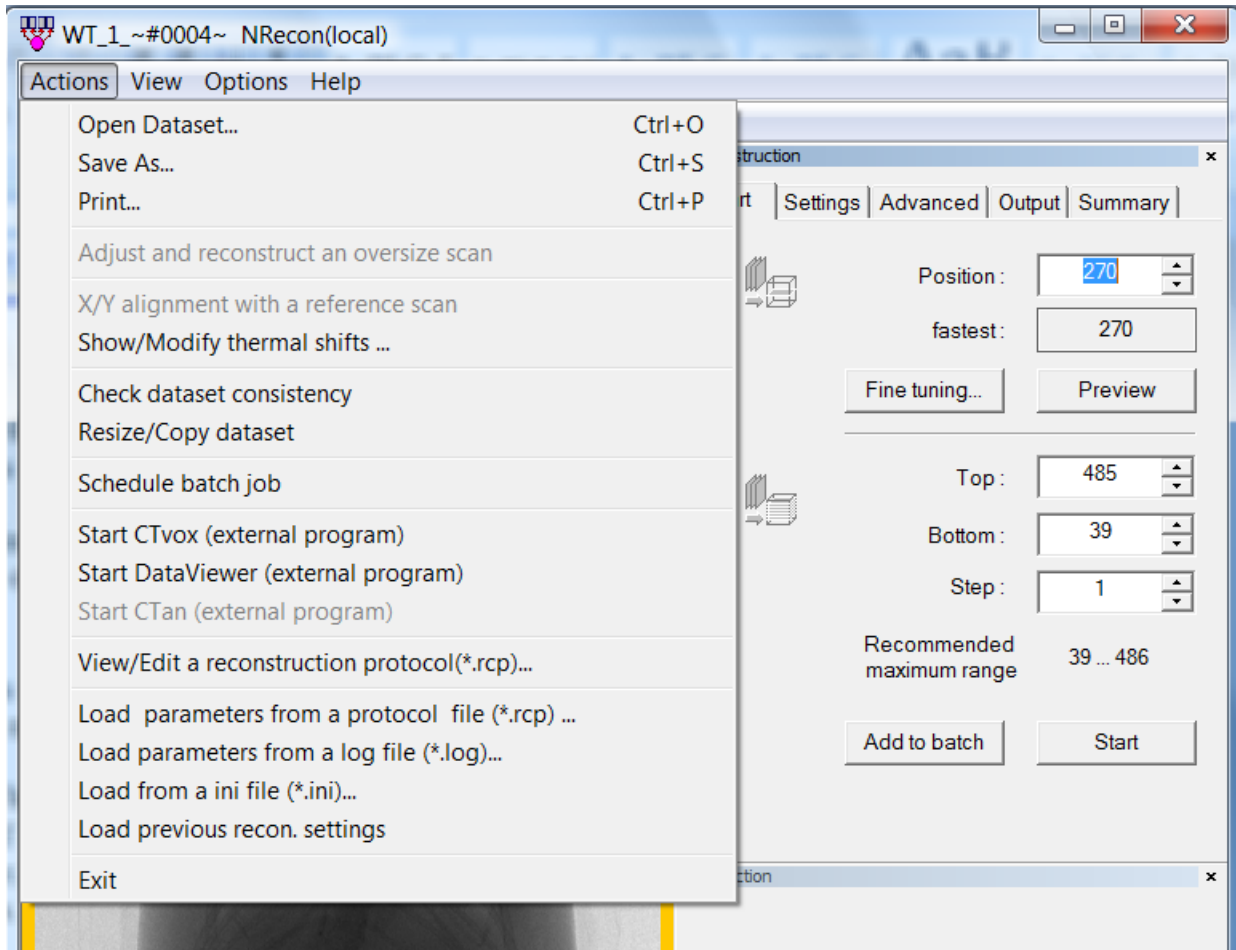 WT_1_~#0004~ NRecon(local)
Actions View Options Help
Open Dataset... Ctrl+O
Save As... Ctrl+S
Print... Ctrl+P
Adjust and reconstruct an oversize scan
X/Y alignment with a reference scan
Show/Modify thermal shifts ...
Check dataset consistency
Resize/Copy dataset
Schedule batch job
Start CTvox (external program)
Start DataViewer (external program)
Start CTan (external program)
View/Edit a reconstruction protocol(*.rcp)...
Load parameters from a protocol file (*.rcp) ...
Load parameters from a log file (*.log)...
Load from a ini file (*.ini)...
Load previous recon. settings
Exit
struction
rt Settings Advanced Output Summary
Position : 270
fastest : 270
Fine tuning... Preview
Top : 485
Bottom : 39
Step : 1
Recommended
maximum range 39 ... 486
Add to batch Start
ction